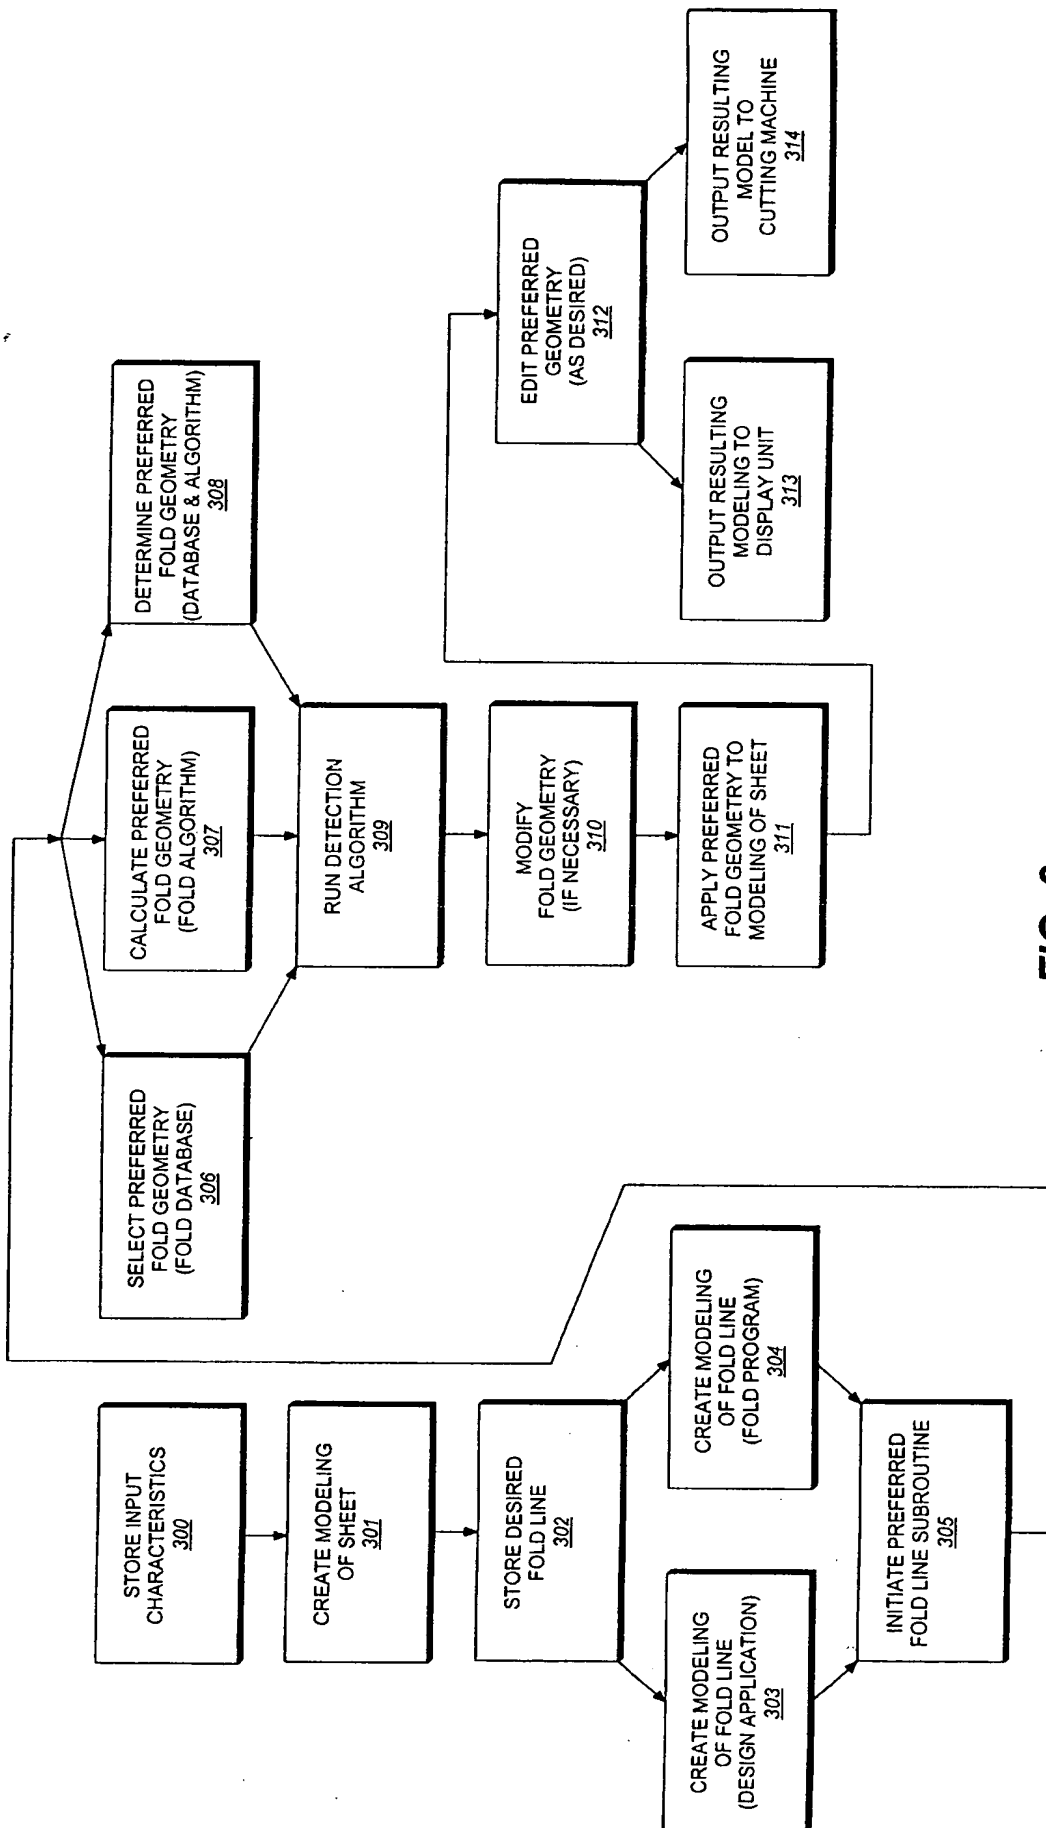 STORE INPUT
CHARACTERISTICS
300
CREATE MODELING
OF SHEET
301
STORE DESIRED
FOLD LINE
302
CREATE MODELING
OF FOLD LINE
(DESIGN APPLICATION)
303
CREATE MODELING
OF FOLD LINE
(FOLD PROGRAM)
304
INITIATE PREFERRED
FOLD LINE SUBROUTINE
305
SELECT PREFERRED
FOLD GEOMETRY
(FOLD DATABASE)
306
CALCULATE PREFERRED
FOLD GEOMETRY
(FOLD ALGORITHM)
307
DETERMINE PREFERRED
FOLD GEOMETRY
(DATABASE & ALGORITHM)
308
RUN DETECTION
ALGORITHM
309
MODIFY
FOLD GEOMETRY
(IF NECESSARY)
310
APPLY PREFERRED
FOLD GEOMETRY TO
MODELING OF SHEET
311
EDIT PREFERRED
GEOMETRY
(AS DESIRED)
312
OUTPUT RESULTING
MODELING TO
DISPLAY UNIT
313
OUTPUT RESULTING
MODEL TO
CUTTING MACHINE
314